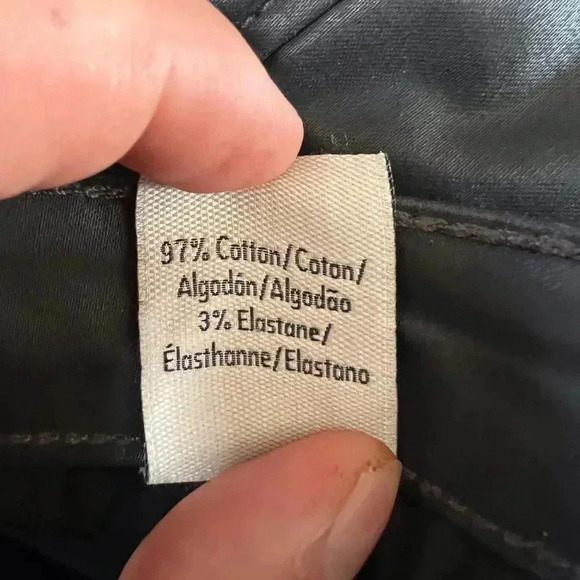 97% Cotton/Coton/
Algodón/Algodão
3% Elastane/
Élasthanne/Elastano